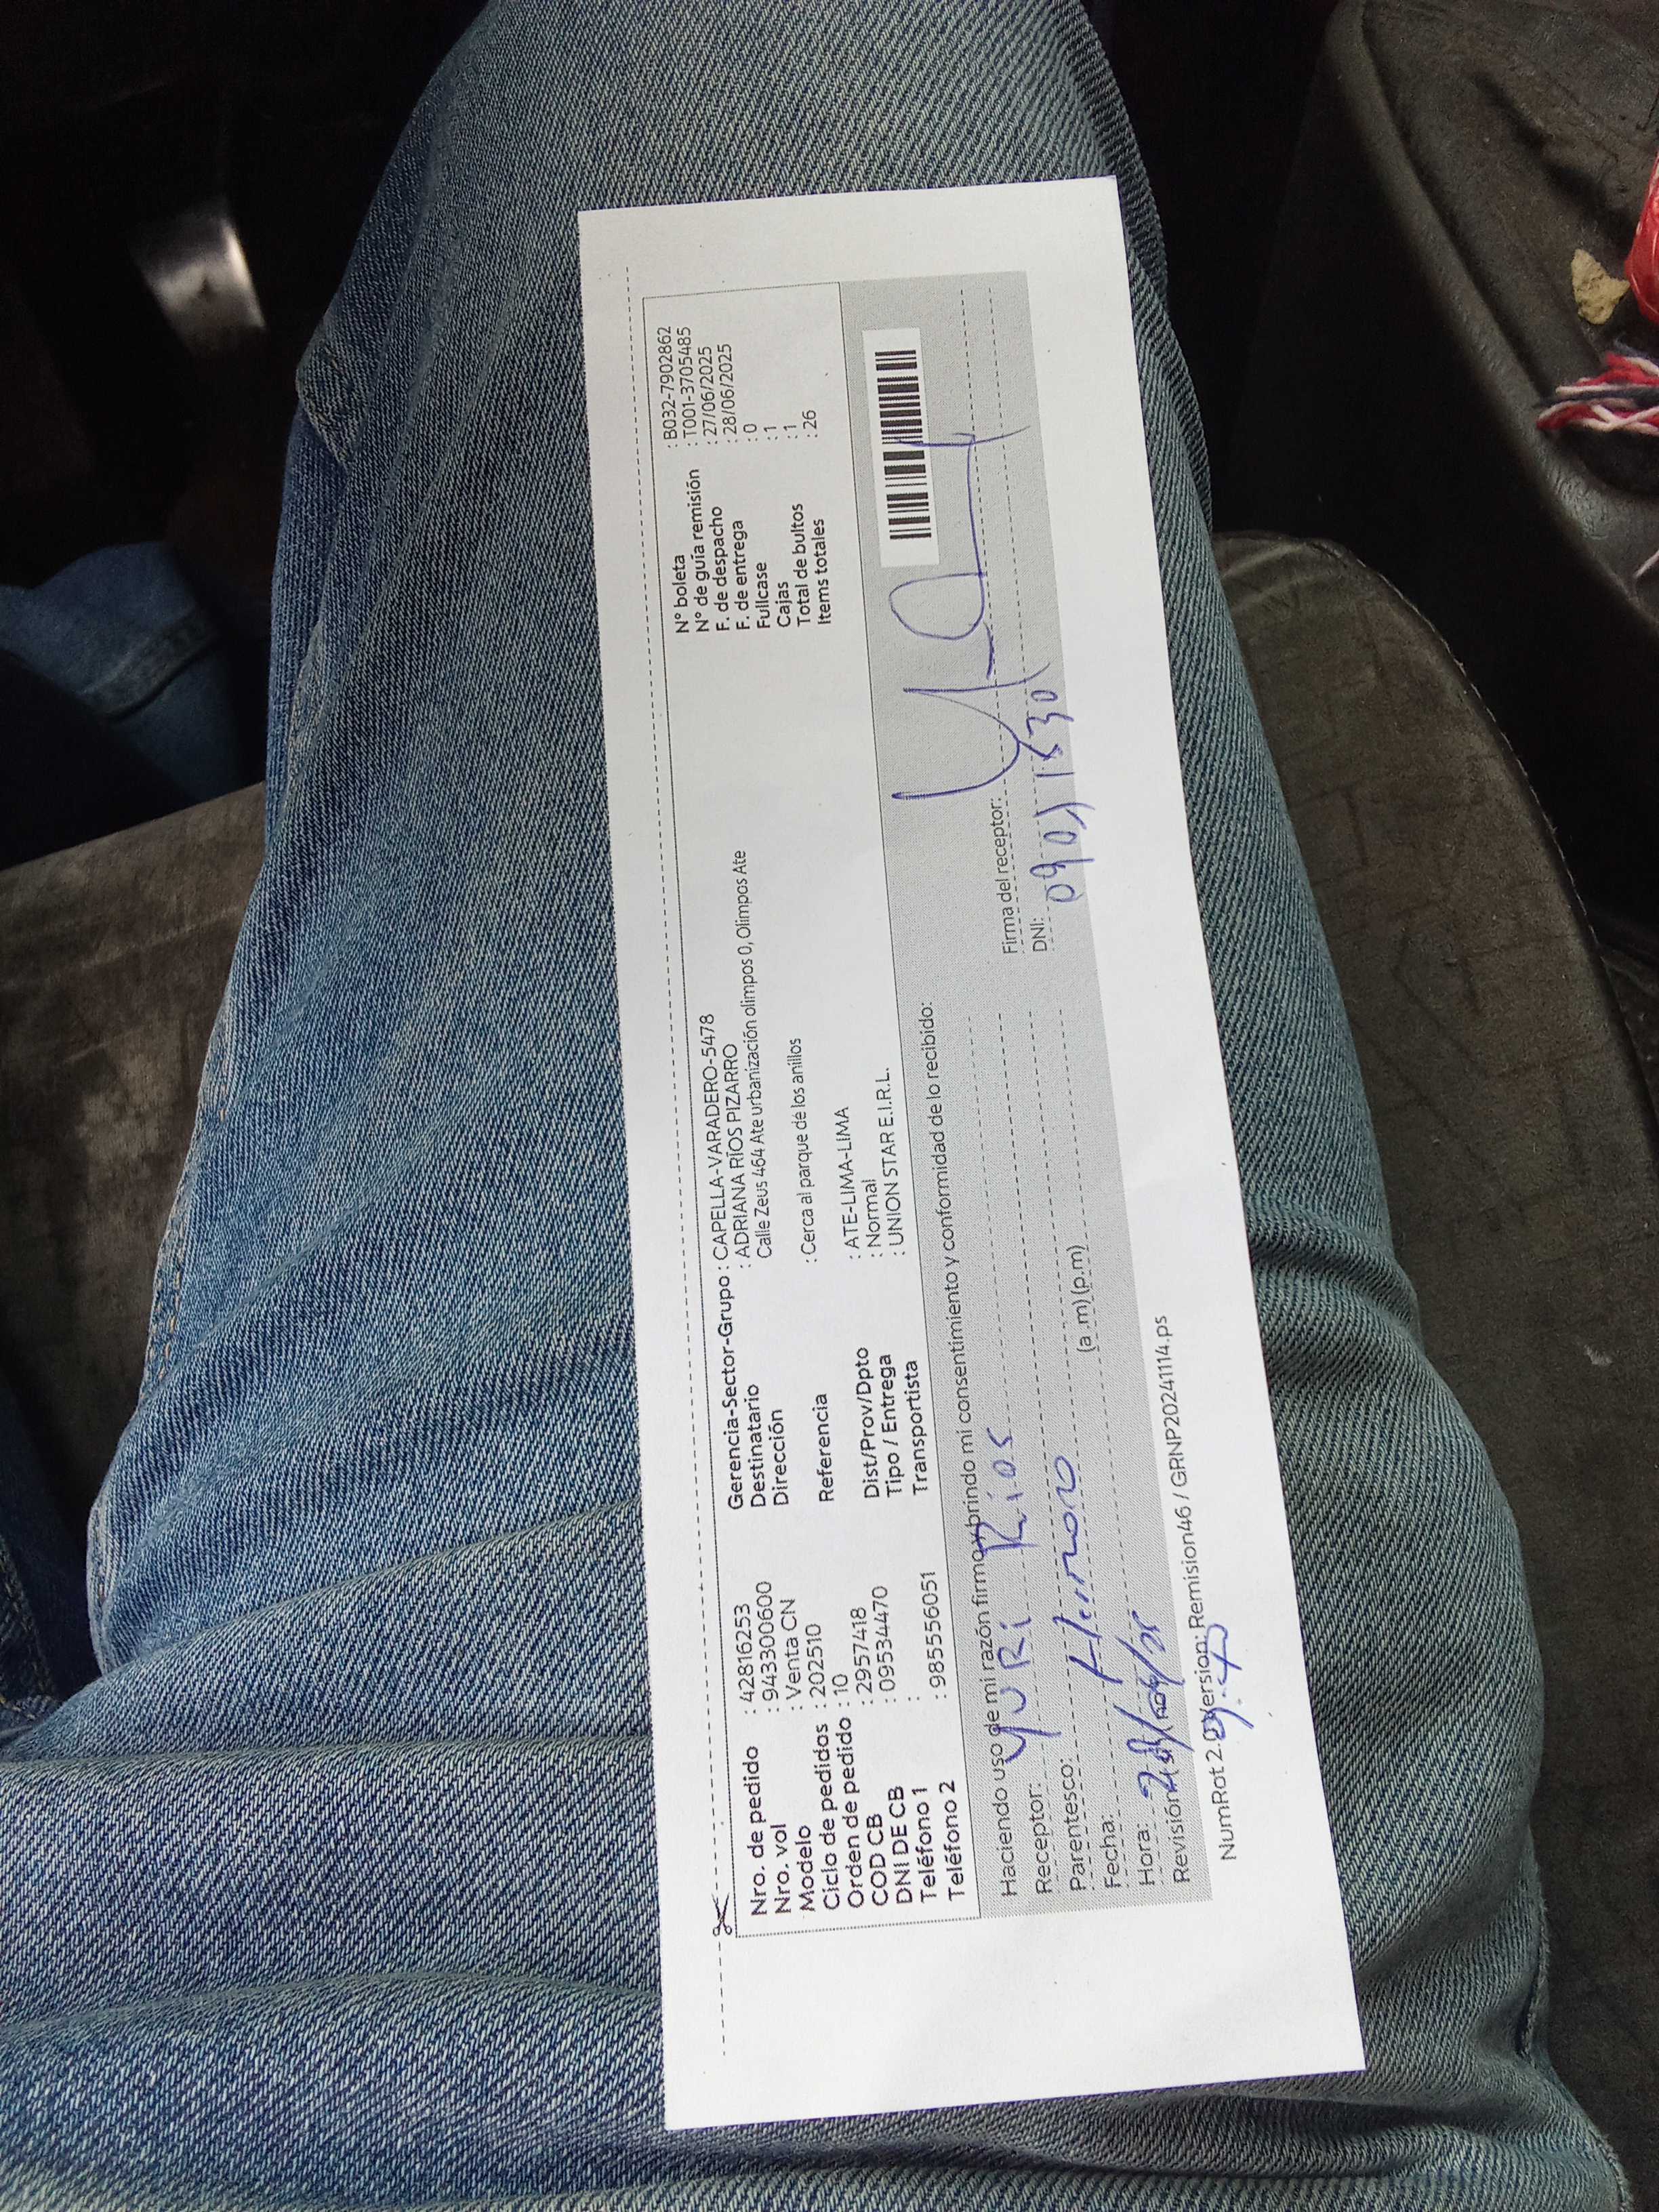 Nro. de pedido : 42816253
Nro. vol : 9433000600
Modelo : Venta CN
Ciclo de pedidos : 202510
Orden de pedido : 10
COD CB : 2957418
DNI DE CB : 09534470
Teléfono 1 :
Teléfono 2 : 985556051
Gerencia-Sector-Grupo : CAPELLA-VARADERO-5478
Destinatario : ADRIANA RÍOS PIZARRO
Dirección Calle Zeus 464 Ate urbanización olimpos 0, Olimpos Ate
Referencia : Cerca al parque de los anillos
Dist/Prov/Dpto : ATE-LIMA-LIMA
Tipo / Entrega : Normal
Transportista : UNION STAR E.I.R.L.
N° boleta : B032-7902862
N° de guía remisión : T001-3705485
F. de despacho : 27/06/2025
F. de entrega : 28/06/2025
Fullcase : 0
Cajas : 1
Total de bultos : 1
Items totales : 26
Haciendo uso de mi razón firmo y brindo mi consentimiento y conformidad de lo recibido:
Receptor: YURI Rios
Parentesco: Hermano
Fecha:
Hora: (a .m) (p.m)
Firma del receptor:
DNI:
Revisión Version: Remision46 / GRNP20241114.ps
NumRot 2.0